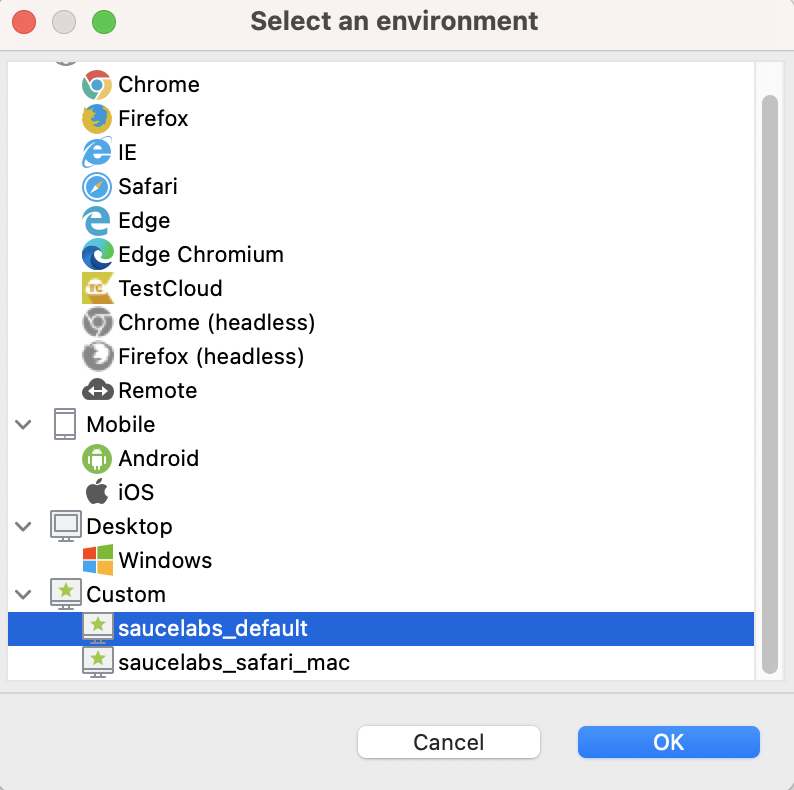 Select an environment
Chrome
Firefox
IE
Safari
Edge
Edge Chromium
TestCloud
Chrome (headless)
Firefox (headless)
Remote
Mobile
Android
iOS
Desktop
Windows
Custom
saucelabs_default
saucelabs_safari_mac
Cancel
OK